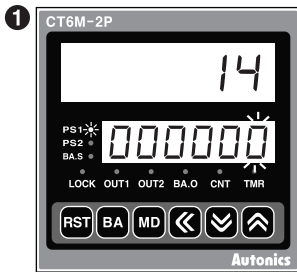 1
CT6M-2P
14
PS1
000000
PS2
BA.S
LOCK OUT1 OUT2 BA.O CNT TMR
RST BA MD
Autonics